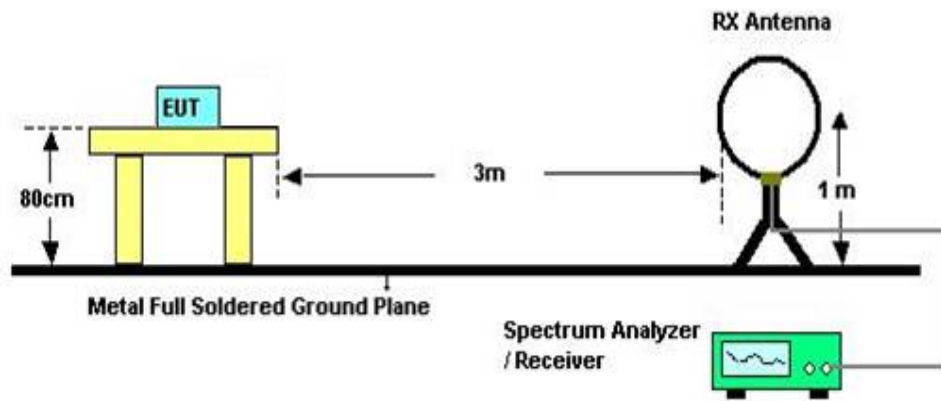 RX Antenna
EUT
3m
80cm
1 m
Metal Full Soldered Ground Plane
Spectrum Analyzer
/ Receiver